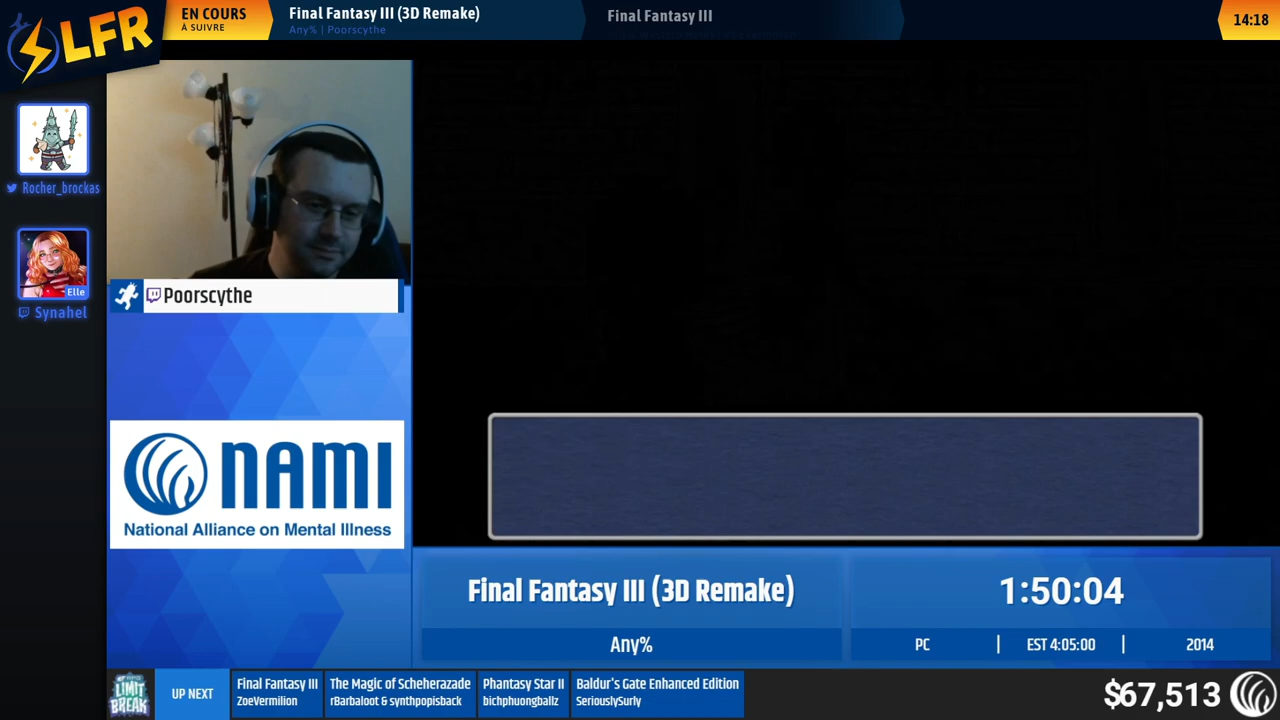 LFR
EN COURS
À SUIVRE
Final Fantasy III (3D Remake)
Any% | Poorscythe
Final Fantasy III
14:18
Rocher_brockas
Elle
Synahel
Poorscythe
NAMI
National Alliance on Mental Illness
Final Fantasy III (3D Remake)
1:50:04
Any%
PC | EST 4:05:00 | 2014
LIMIT
BREAK
UP NEXT
Final Fantasy III
ZoeVermilion
The Magic of Scheherazade
rBarbaloot & synthpopisback
Phantasy Star II
bichphuongballz
Baldur's Gate Enhanced Edition
SeriouslySurly
$67,513